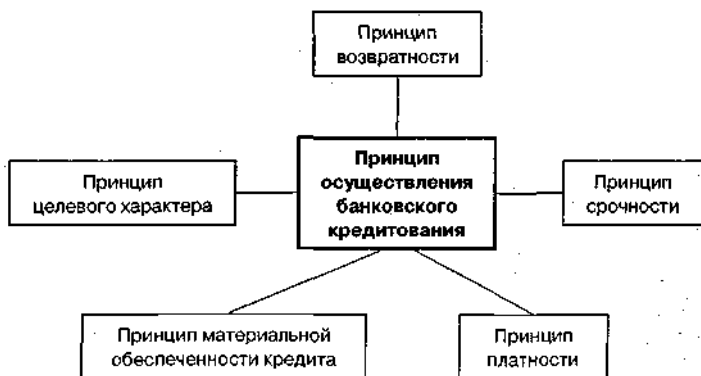 Принцип
возвратности
Принцип
целевого характера
Принцип
осуществления
банковского
кредитования
Принцип
срочности
Принцип материальной
обеспеченности кредита
Принцип
платности